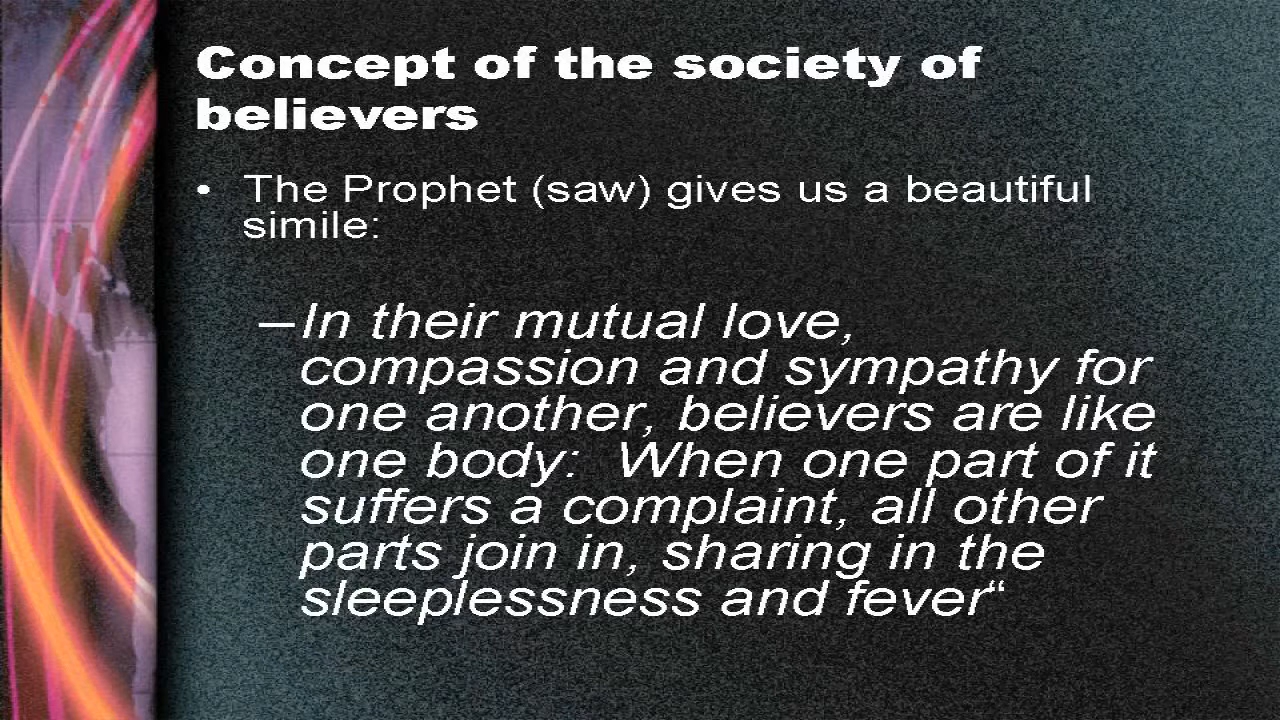 Concept of the society of
believers
• The Prophet (saw) gives us a beautiful
simile:
–In their mutual love,
compassion and sympathy for
one another, believers are like
one body:  When one part of it
suffers a complaint, all other
parts join in, sharing in the
sleeplessness and fever“